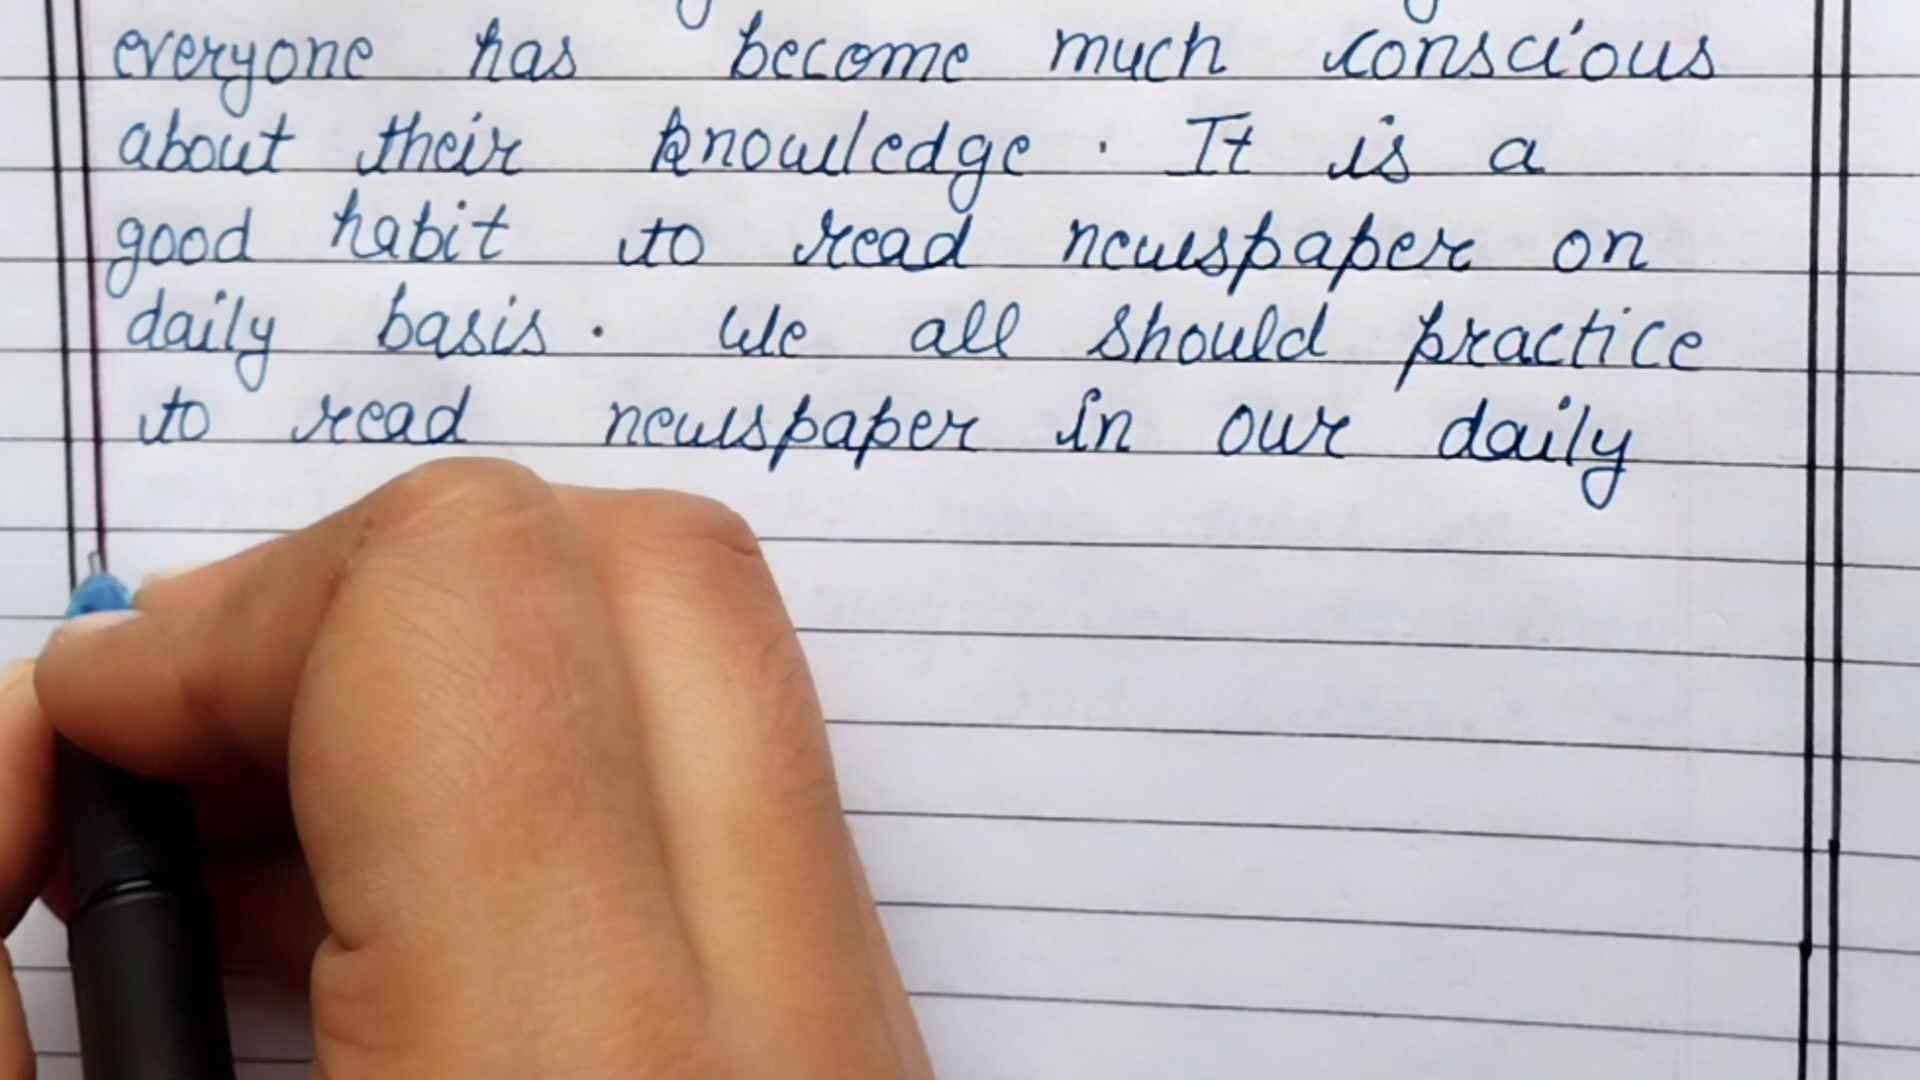 everyone has become much conscious
about their knowledge. It is a
good habit to read newspaper on
daily basis. We all should practice
to read newspaper in our daily